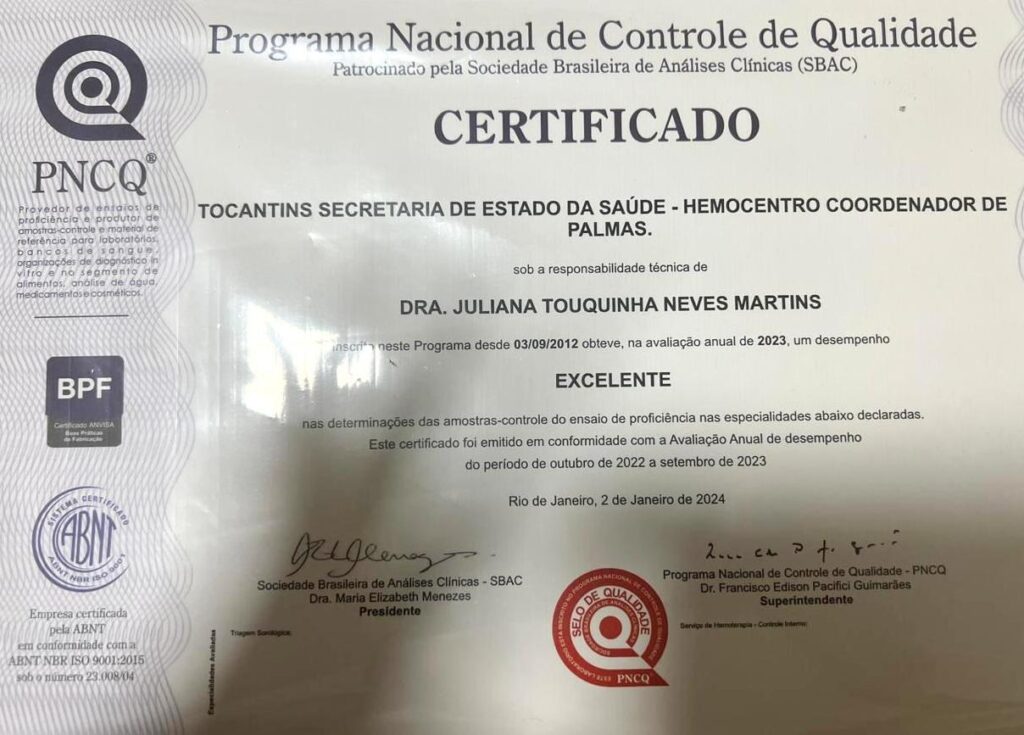 Programa Nacional de Controle de Qualidade
Patrocinado pela Sociedade Brasileira de Análises Clínicas (SBAC)
CERTIFICADO
PNCQ®
Provedor de ensaios de
proficiência e produtor de
amostras-controle e material de
referência para laboratórios,
bancos de sangue,
organizações de diagnóstico in
vitro e no segmento de
alimentos, análise de água,
medicamentos e cosméticos.
TOCANTINS SECRETARIA DE ESTADO DA SAÚDE - HEMOCENTRO COORDENADOR DE
PALMAS.
sob a responsabilidade técnica de
DRA. JULIANA TOUQUINHA NEVES MARTINS
inscrito neste Programa desde 03/09/2012 obteve, na avaliação anual de 2023, um desempenho
EXCELENTE
nas determinações das amostras-controle do ensaio de proficiência nas especialidades abaixo declaradas.
Este certificado foi emitido em conformidade com a Avaliação Anual de desempenho
do período de outubro de 2022 a setembro de 2023
Rio de Janeiro, 2 de Janeiro de 2024
BPF
Certificado ANVISA
Boas Práticas
de Fabricação
SISTEMA CERTIFICADO
ABNT
ABNT NBR ISO 9001
Empresa certificada
pela ABNT
em conformidade com a
ABNT NBR ISO 9001:2015
sob o número 23.008/04
Sociedade Brasileira de Análises Clínicas - SBAC
Dra. Maria Elizabeth Menezes
Presidente
Programa Nacional de Controle de Qualidade - PNCQ
Dr. Francisco Edison Pacifici Guimarães
Superintendente
SELO DE QUALIDADE
PNCQ
Especialidades Avaliadas
Triagem Sorológica:
Serviço de Hemoterapia - Controle Interno: